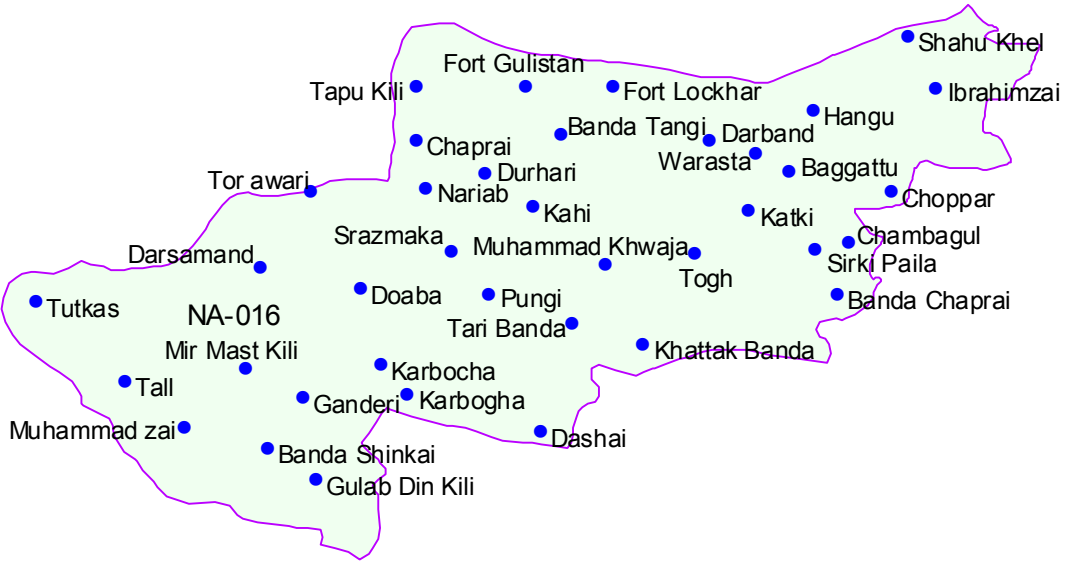 Shahu Khel
Fort Gulistan
Tapu Kili
Fort Lockhar
Ibrahimzai
Hangu
Banda Tangi
Darband
Chaprai
Warasta
Durhari
Baggattu
Tor awari
Nariab
Choppar
Kahi
Katki
Srazmaka
Muhammad Khwaja
Chambagul
Darsamand
Togh
Sirki Paila
Tutkas
Doaba
Pungi
Banda Chaprai
NA-016
Tari Banda
Mir Mast Kili
Khattak Banda
Karbocha
Tall
Ganderi
Karbogha
Muhammad zai
Dashai
Banda Shinkai
Gulab Din Kili